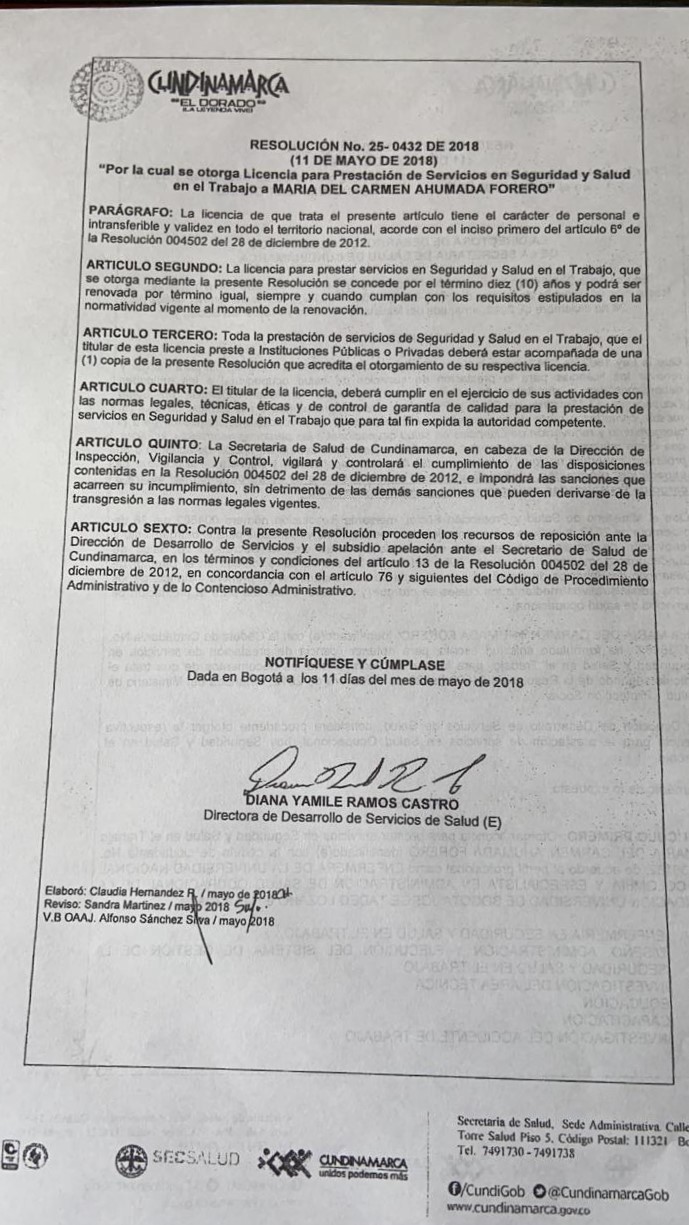 CUNDINAMARCA
"EL DORADO"
¡LA LEYENDA VIVE!
RESOLUCIÓN No. 25- 0432 DE 2018
(11 DE MAYO DE 2018)
"Por la cual se otorga Licencia para Prestación de Servicios en Seguridad y Salud
en el Trabajo a MARIA DEL CARMEN AHUMADA FORERO"
PARÁGRAFO: La licencia de que trata el presente artículo tiene el carácter de personal e
intransferible y validez en todo el territorio nacional, acorde con el inciso primero del artículo 6º de
la Resolución 004502 del 28 de diciembre de 2012.
ARTICULO SEGUNDO: La licencia para prestar servicios en Seguridad y Salud en el Trabajo, que
se otorga mediante la presente Resolución se concede por el término diez (10) años y podrá ser
renovada por término igual, siempre y cuando cumplan con los requisitos estipulados en la
normatividad vigente al momento de la renovación.
ARTICULO TERCERO: Toda la prestación de servicios de Seguridad y Salud en el Trabajo, que el
titular de esta licencia preste a Instituciones Públicas o Privadas deberá estar acompañada de una
(1) copia de la presente Resolución que acredita el otorgamiento de su respectiva licencia.
ARTICULO CUARTO: El titular de la licencia, deberá cumplir en el ejercicio de sus actividades con
las normas legales, técnicas, éticas y de control de garantía de calidad para la prestación de
servicios en Seguridad y Salud en el Trabajo que para tal fin expida la autoridad competente.
ARTICULO QUINTO: La Secretaria de Salud de Cundinamarca, en cabeza de la Dirección de
Inspección, Vigilancia y Control, vigilará y controlará el cumplimiento de las disposiciones
contenidas en la Resolución 004502 del 28 de diciembre de 2012, e impondrá las sanciones que
acarreen su incumplimiento, sin detrimento de las demás sanciones que pueden derivarse de la
transgresión a las normas legales vigentes.
ARTICULO SEXTO: Contra la presente Resolución proceden los recursos de reposición ante la
Dirección de Desarrollo de Servicios y el subsidio apelación ante el Secretario de Salud de
Cundinamarca, en los términos y condiciones del artículo 13 de la Resolución 004502 del 28 de
diciembre de 2012, en concordancia con el artículo 76 y siguientes del Código de Procedimiento
Administrativo y de lo Contencioso Administrativo.
NOTIFÍQUESE Y CÚMPLASE
Dada en Bogotá a los 11 días del mes de mayo de 2018
DIANA YAMILE RAMOS CASTRO
Directora de Desarrollo de Servicios de Salud (E)
Elaboró: Claudia Hernandez R. / mayo de 2018
Reviso: Sandra Martinez / mayo 2018
V.B OAAJ. Alfonso Sánchez Silva / mayo 2018
SECSALUD
CUNDINAMARCA
unidos podemos más
Secretaria de Salud, Sede Administrativa. Calle
Torre Salud Piso 5. Código Postal: 111321
Tel. 7491730 - 7491738
/CundiGob @CundinamarcaGob
www.cundinamarca.gov.co